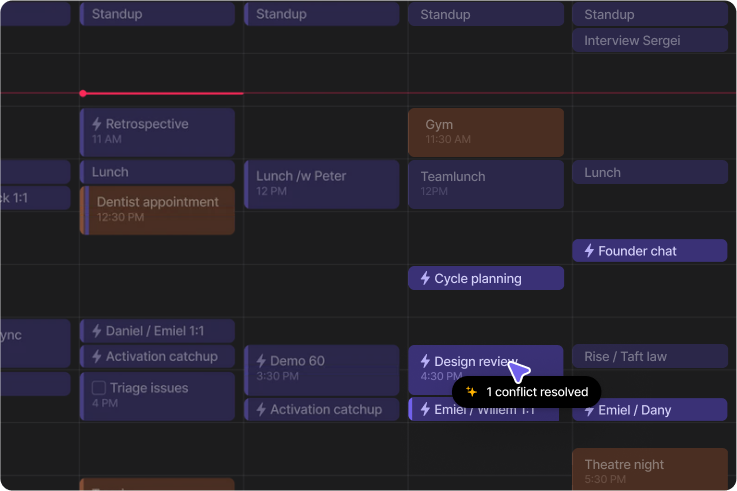 Standup
Standup
Standup
Standup
Interview Sergei
Retrospective
11 AM
Gym
11:30 AM
Lunch
Lunch /w Peter
12 PM
Teamlunch
12PM
Lunch
ck 1:1
Dentist appointment
12:30 PM
Founder chat
Cycle planning
ync
Daniel / Emiel 1:1
Activation catchup
Demo 60
3:30 PM
Design review
4:30 PM
Rise / Taft law
Triage issues
4 PM
1 conflict resolved
Activation catchup
Emiel / Willem 1:1
Emiel / Dany
Theatre night
5:30 PM